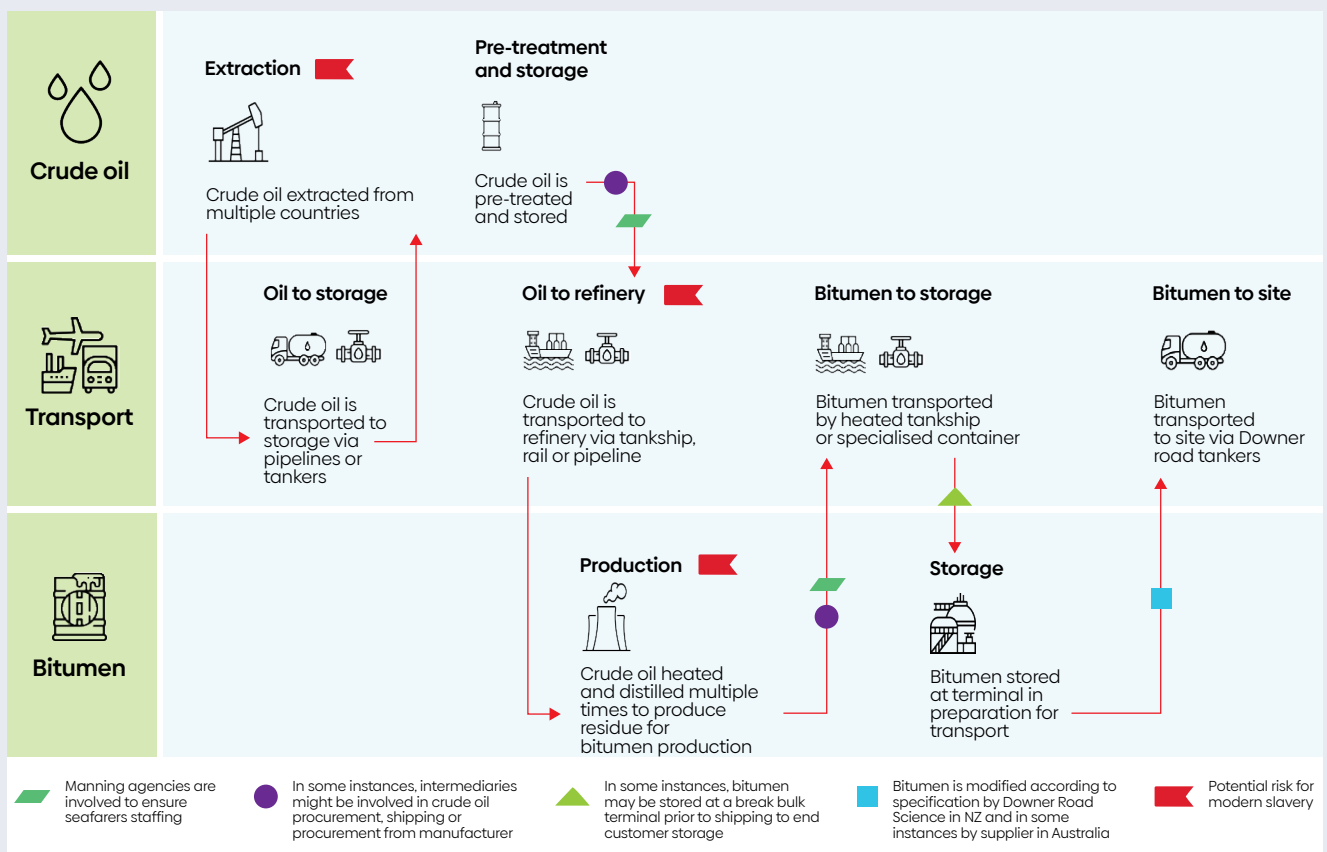 Crude oil
Extraction
Crude oil extracted from
multiple countries
Pre-treatment
and storage
Crude oil is
pre-treated
and stored
Transport
Oil to storage
Crude oil is
transported to
storage via
pipelines or
tankers
Oil to refinery
Crude oil is
transported to
refinery via tankship,
rail or pipeline
Bitumen to storage
Bitumen transported
by heated tankship
or specialised container
Bitumen to site
Bitumen
transported
to site via Downer
road tankers
Bitumen
Production
Crude oil heated
and distilled multiple
times to produce
residue for
bitumen production
Storage
Bitumen stored
at terminal in
preparation for
transport
Manning agencies are
involved to ensure
seafarers staffing
In some instances, intermediaries
might be involved in crude oil
procurement, shipping or
procurement from manufacturer
In some instances, bitumen
may be stored at a break bulk
terminal prior to shipping to end
customer storage
Bitumen is modified according to
specification by Downer Road
Science in NZ and in some
instances by supplier in Australia
Potential risk for
modern slavery